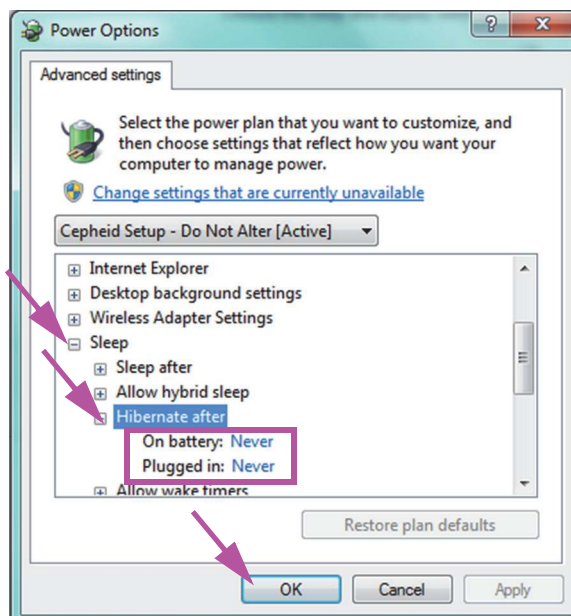 Power Options
Advanced settings
Select the power plan that you want to customize, and
then choose settings that reflect how you want your
computer to manage power.
Change settings that are currently unavailable
Cepheid Setup - Do Not Alter [Active]
Internet Explorer
Desktop background settings
Wireless Adapter Settings
Sleep
Sleep after
Allow hybrid sleep
Hibernate after
On battery: Never
Plugged in: Never
Allow wake timers
Restore plan defaults
OK Cancel Apply